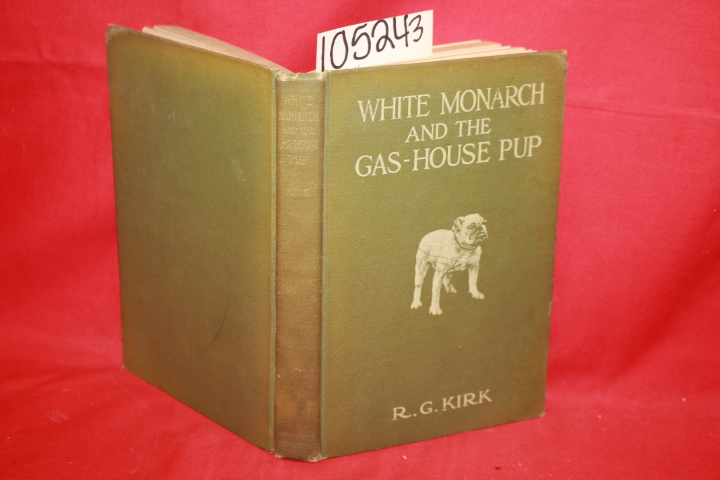 105243
WHITE
MONARCH
AND THE
GAS-HOUSE
PUP
KIRK
WHITE MONARCH
AND THE
GAS-HOUSE PUP
R. G. KIRK